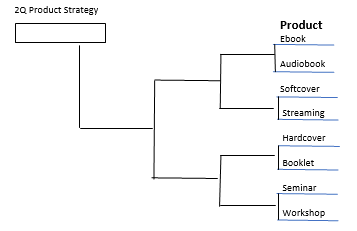 2Q Product Strategy
Product
Ebook
Audiobook
Softcover
Streaming
Hardcover
Booklet
Seminar
Workshop